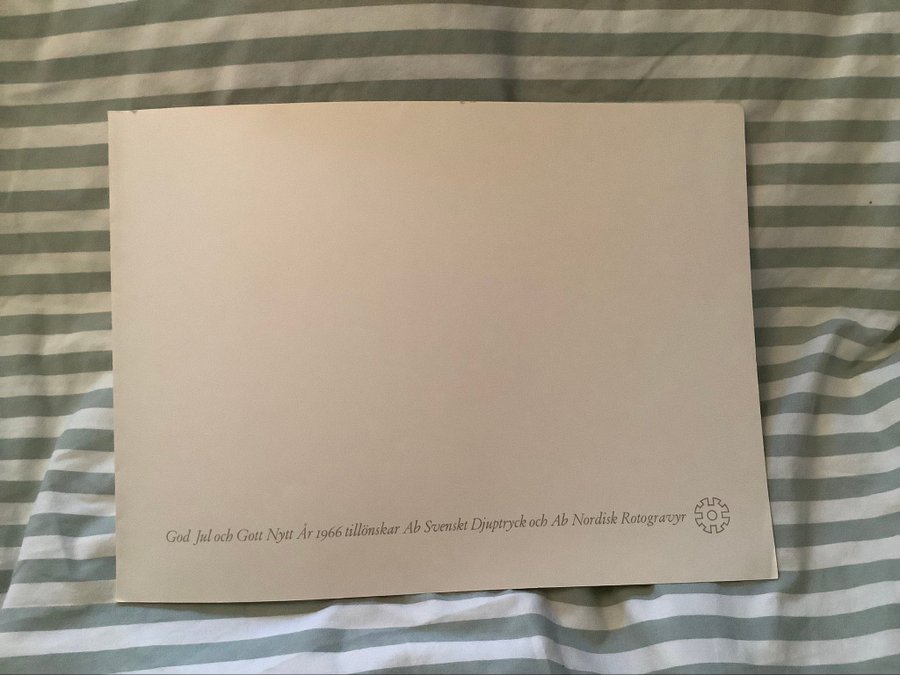 God Jul och Gott Nytt År 1966 tillönskar Ab Svenskt Djuptryck och Ab Nordisk Rotogravyr